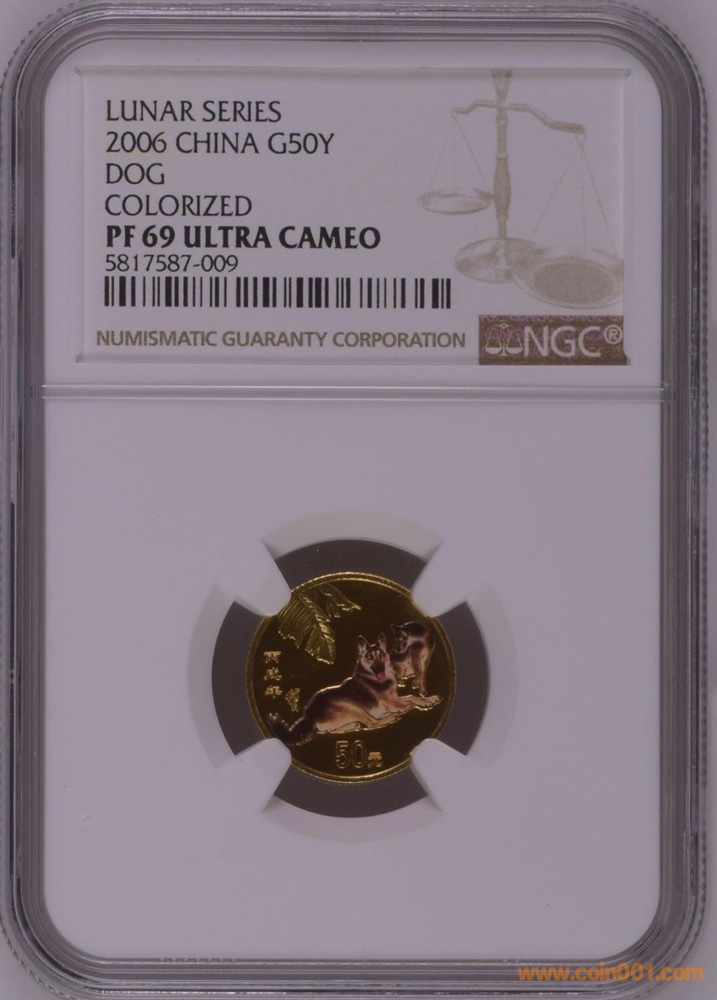 LUNAR SERIES
2006 CHINA G50Y
DOG
COLORIZED
PF 69 ULTRA CAMEO
5817587-009
NUMISMATIC GUARANTY CORPORATION
NGC®
丙戌年
50元
www.coin001.com